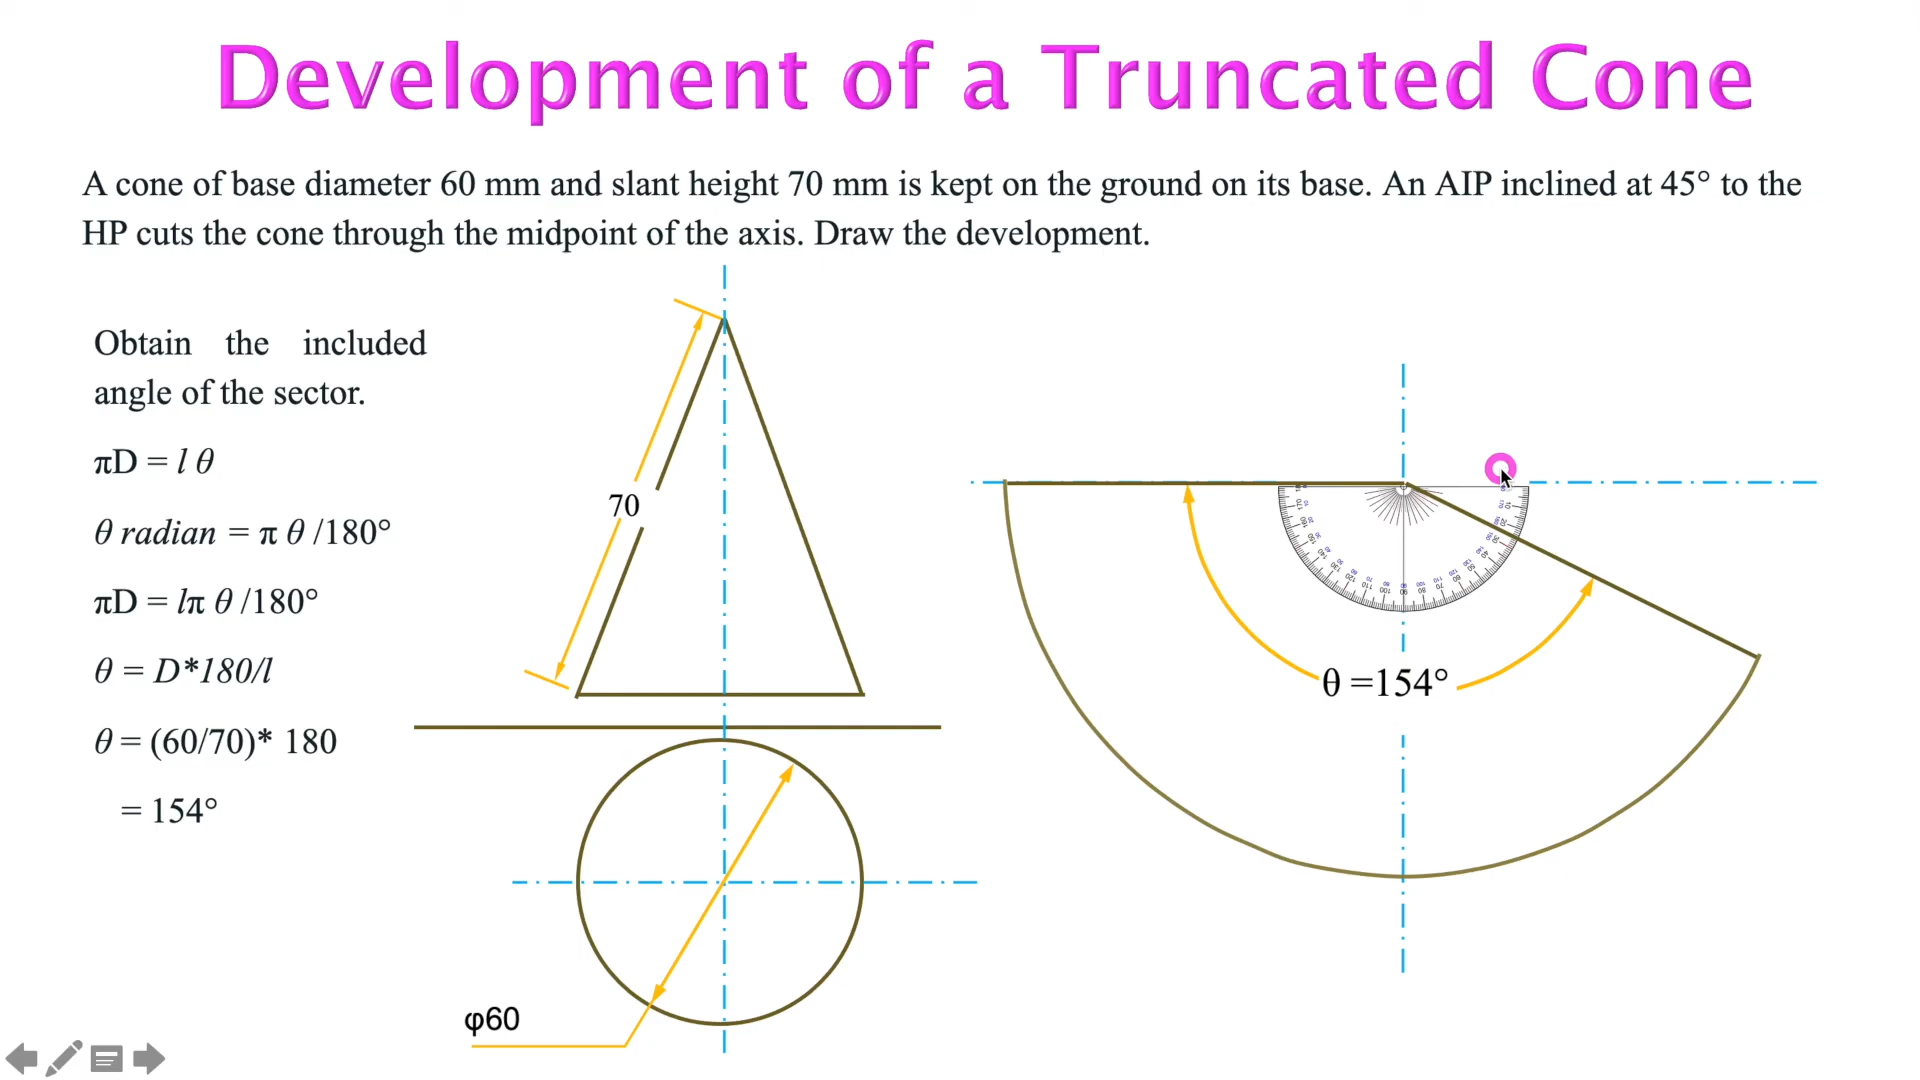 Development of a Truncated Cone
A cone of base diameter 60 mm and slant height 70 mm is kept on the ground on its base. An AIP inclined at 45° to the
HP cuts the cone through the midpoint of the axis. Draw the development.
Obtain the included
angle of the sector.
πD = l θ
θ radian = π θ /180°
πD = lπ θ /180°
θ = D*180/l
θ = (60/70)* 180
= 154°
70
φ60
θ =154°